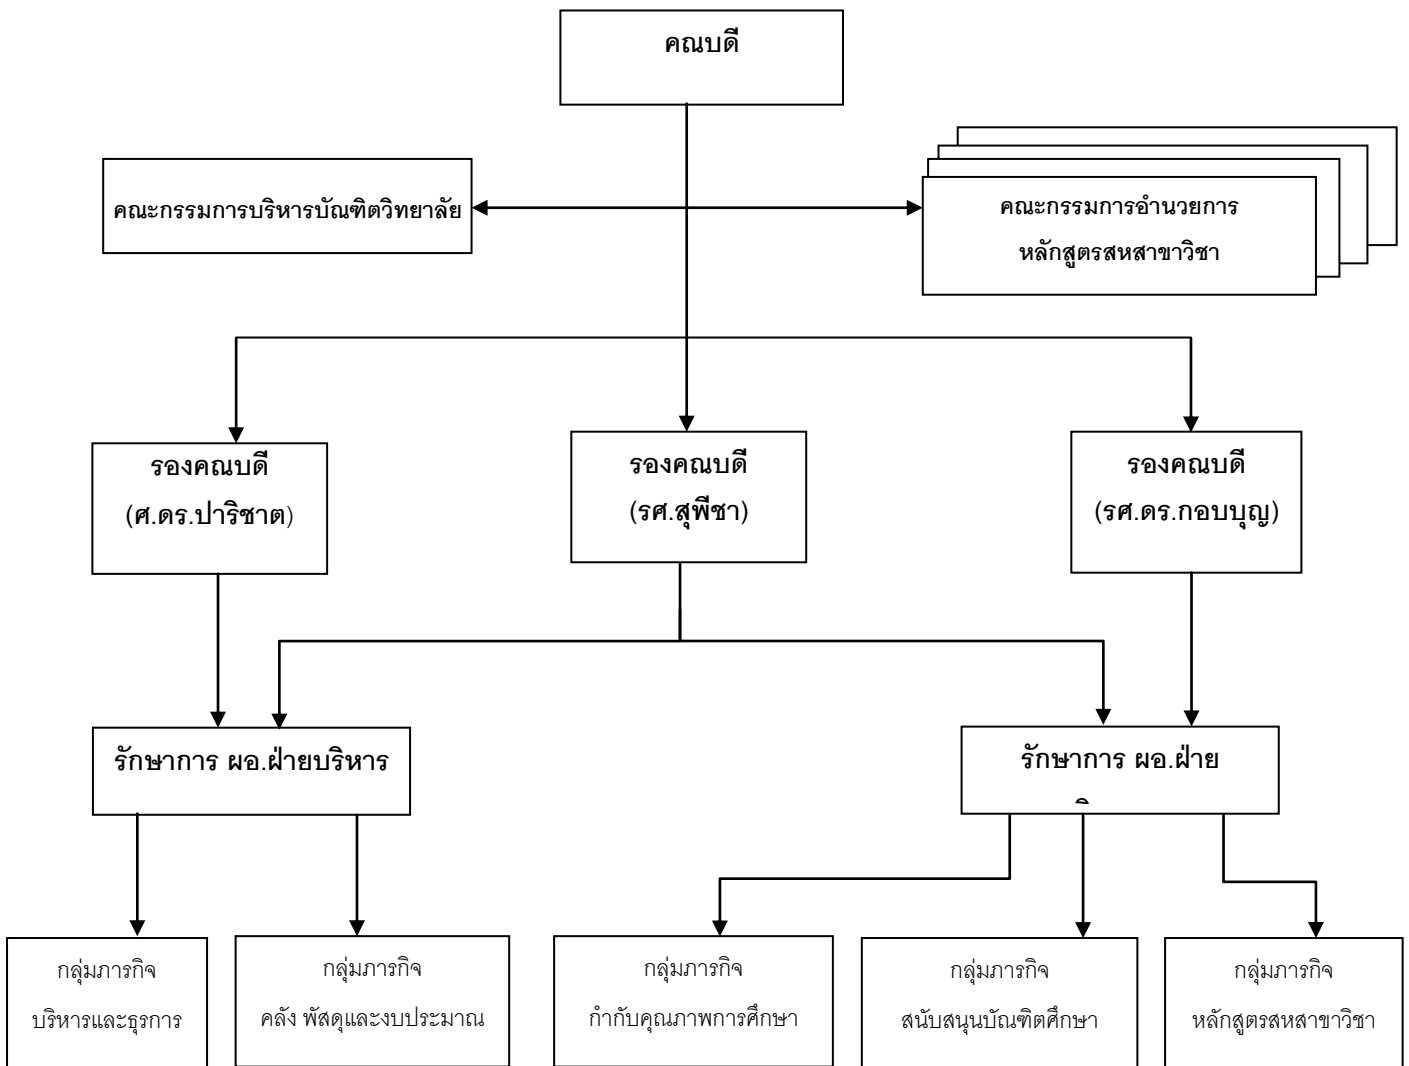 คณบดี
คณะกรรมการบริหารบัณฑิตวิทยาลัย
คณะกรรมการอำนวยการ
หลักสูตรสหสาขาวิชา
รองคณบดี
(ศ.ดร.ปาริชาต)
รองคณบดี
(รศ.สุพีชา)
รองคณบดี
(รศ.ดร.กอบบุญ)
รักษาการ ผอ.ฝ่ายบริหาร
รักษาการ ผอ.ฝ่าย
กลุ่มภารกิจ
บริหารและธุรการ
กลุ่มภารกิจ
คลัง พัสดุและงบประมาณ
กลุ่มภารกิจ
กำกับคุณภาพการศึกษา
กลุ่มภารกิจ
สนับสนุนบัณฑิตศึกษา
กลุ่มภารกิจ
หลักสูตรสหสาขาวิชา